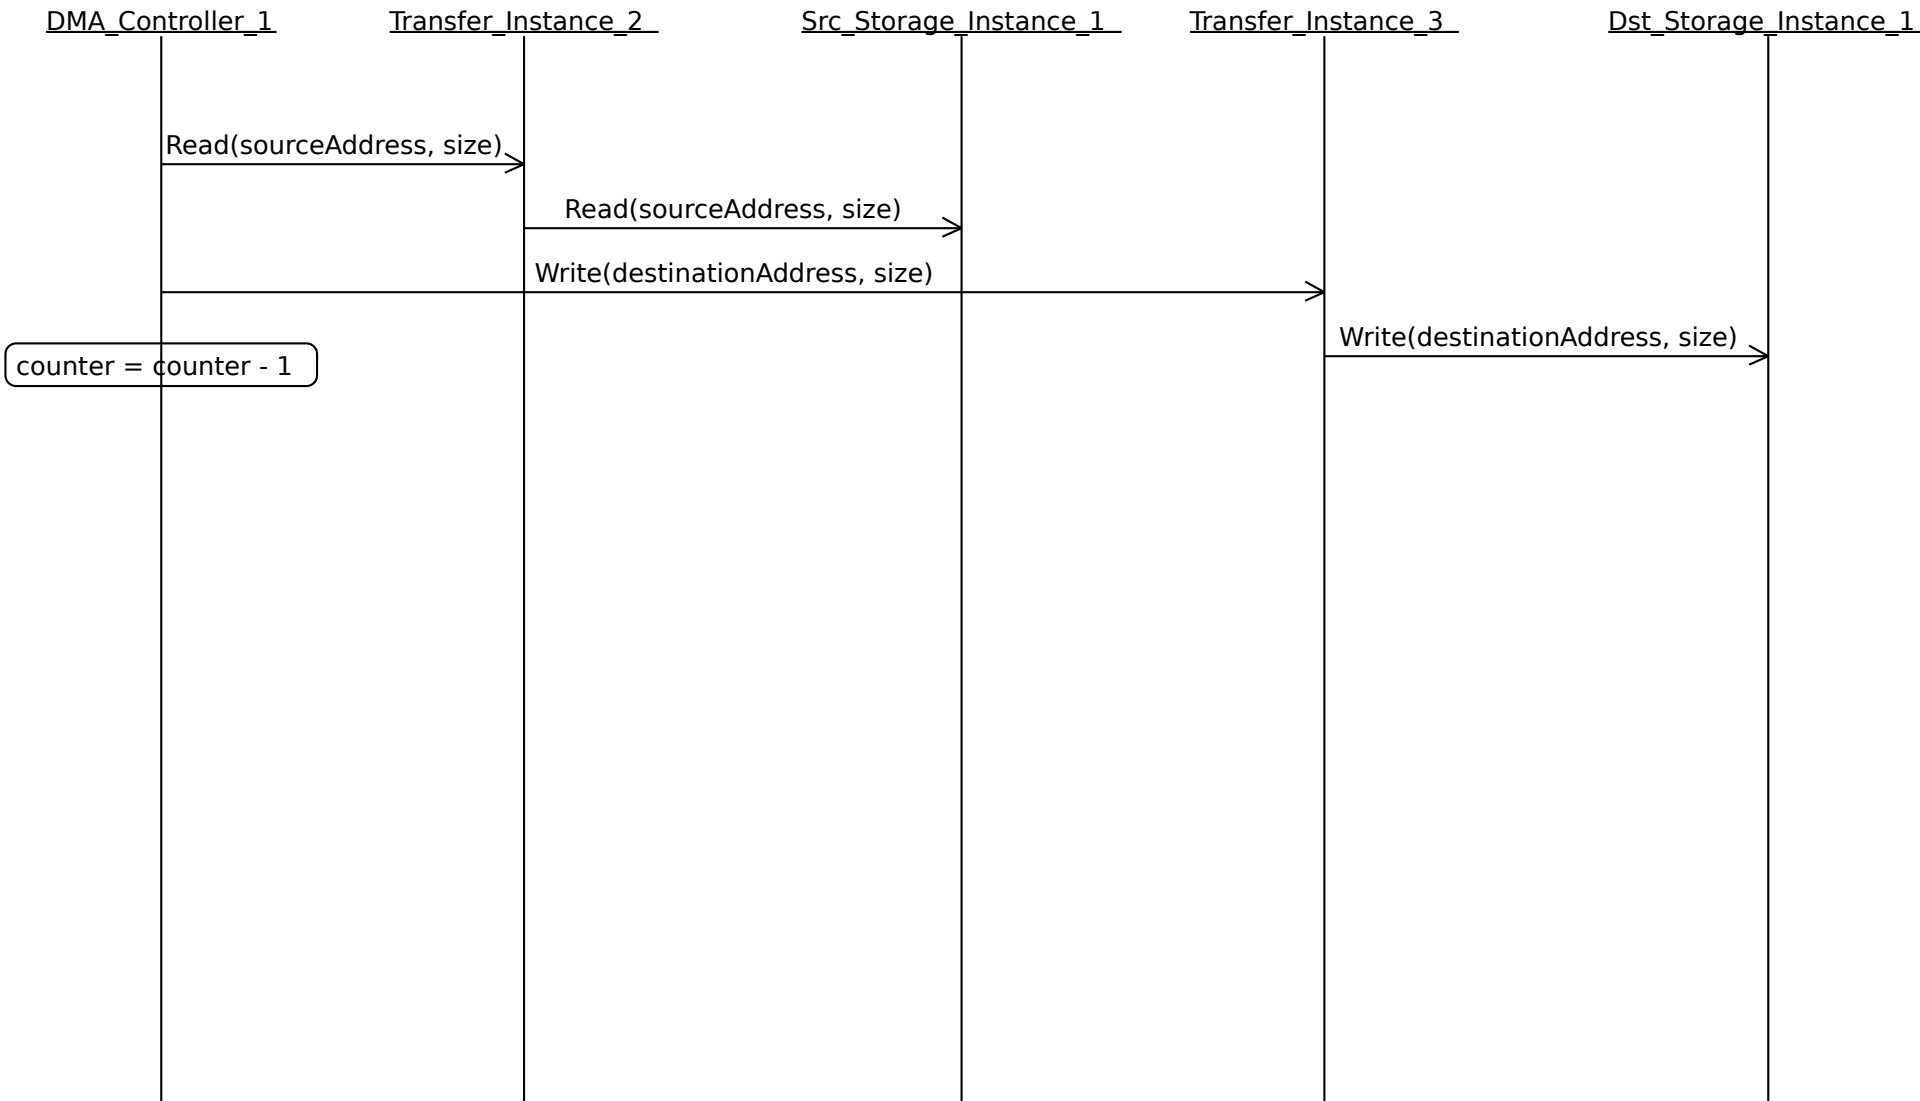 DMA_Controller_1
Transfer_Instance_2
Src_Storage_Instance_1
Transfer_Instance_3
Dst_Storage_Instance_1
Read(sourceAddress, size)
Read(sourceAddress, size)
Write(destinationAddress, size)
Write(destinationAddress, size)
counter = counter - 1